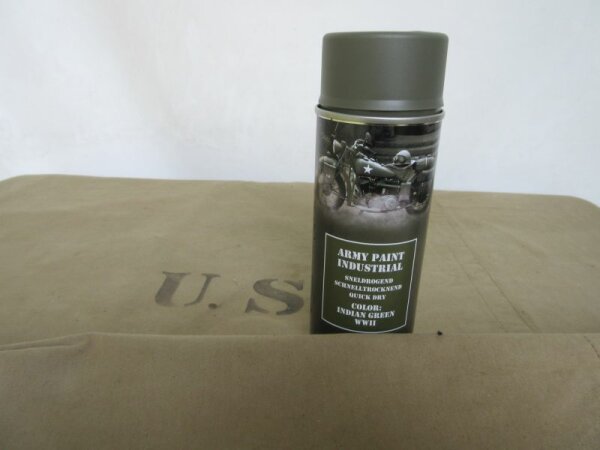 ARMY PAINT
INDUSTRIAL
SNELDROGEND
SCHNELLTROCKNEND
QUICK DRY
COLOR:
INDIAN GREEN
WWII
U.S.